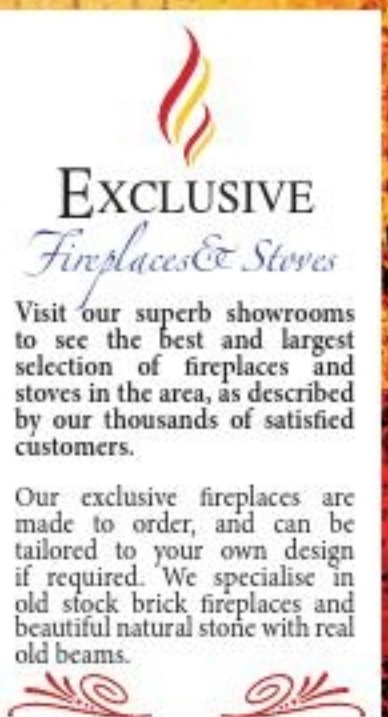 EXCLUSIVE
Fireplaces & Stoves
Visit our superb showrooms
to see the best and largest
selection of fireplaces and
stoves in the area, as described
by our thousands of satisfied
customers.
Our exclusive fireplaces are
made to order, and can be
tailored to your own design
if required. We specialise in
old stock brick fireplaces and
beautiful natural stone with real
old beams.